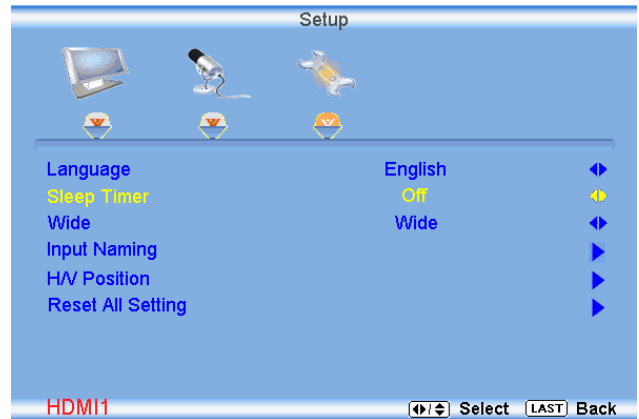 Setup
Language English
Sleep Timer Off
Wide Wide
Input Naming
H/V Position
Reset All Setting
HDMI1 Select LAST Back